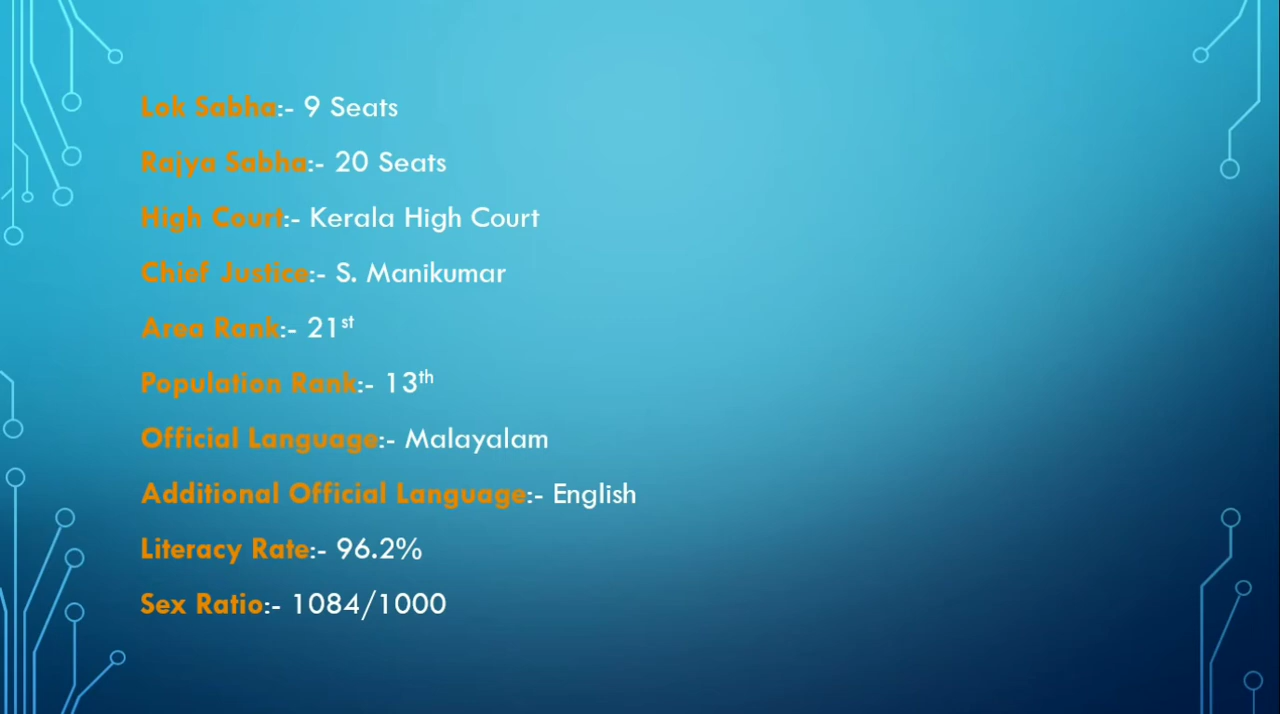 Lok Sabha:- 9 Seats
Rajya Sabha:- 20 Seats
High Court:- Kerala High Court
Chief Justice:- S. Manikumar
Area Rank:- 21st
Population Rank:- 13th
Official Language:- Malayalam
Additional Official Language:- English
Literacy Rate:- 96.2%
Sex Ratio:- 1084/1000